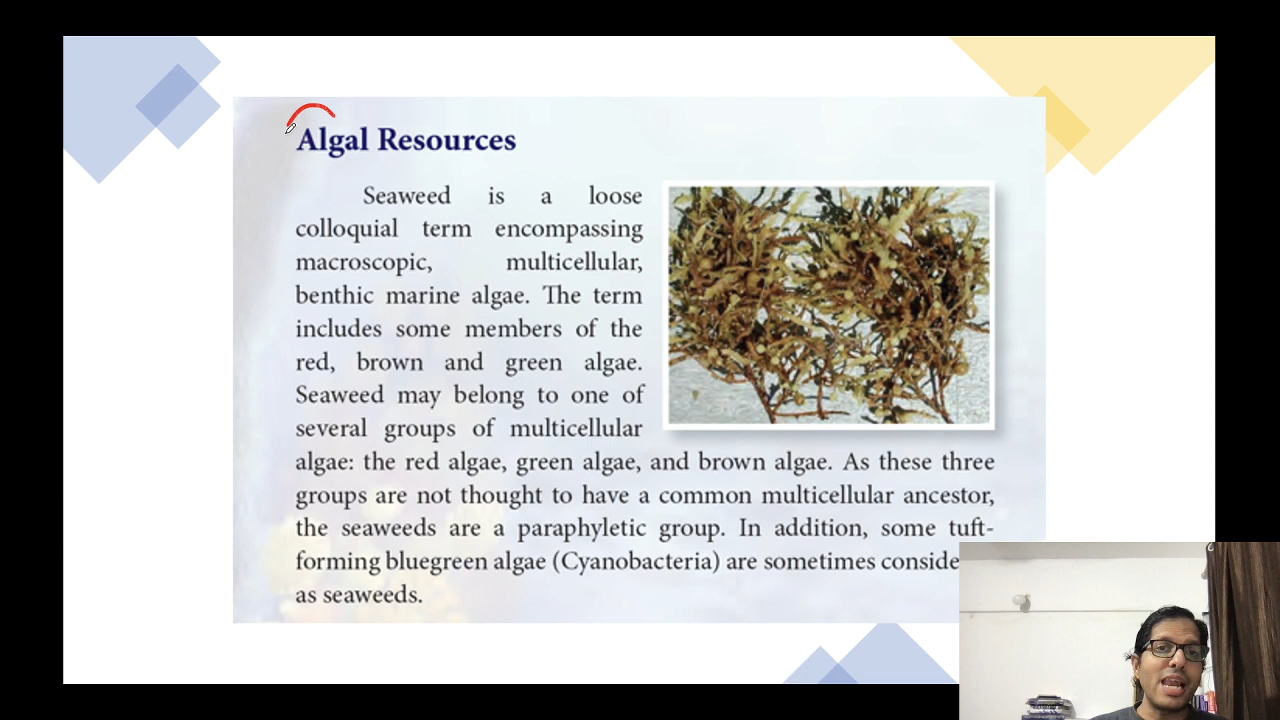 Algal Resources
Seaweed is a loose
colloquial term encompassing
macroscopic, multicellular,
benthic marine algae. The term
includes some members of the
red, brown and green algae.
Seaweed may belong to one of
several groups of multicellular
algae: the red algae, green algae, and brown algae. As these three
groups are not thought to have a common multicellular ancestor,
the seaweeds are a paraphyletic group. In addition, some tuft-
forming bluegreen algae (Cyanobacteria) are sometimes conside
as seaweeds.